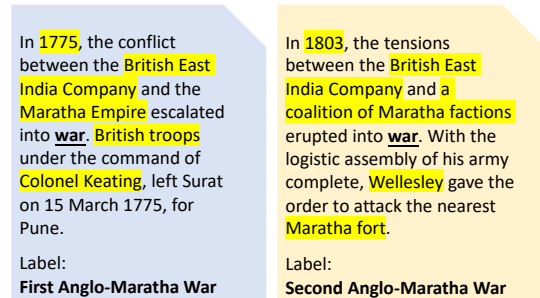 In 1775, the conflict
between the British East
India Company and the
Maratha Empire escalated
into war. British troops
under the command of
Colonel Keating, left Surat
on 15 March 1775, for
Pune.
Label:
First Anglo-Maratha War
In 1803, the tensions
between the British East
India Company and a
coalition of Maratha factions
erupted into war. With the
logistic assembly of his army
complete, Wellesley gave the
order to attack the nearest
Maratha fort.
Label:
Second Anglo-Maratha War